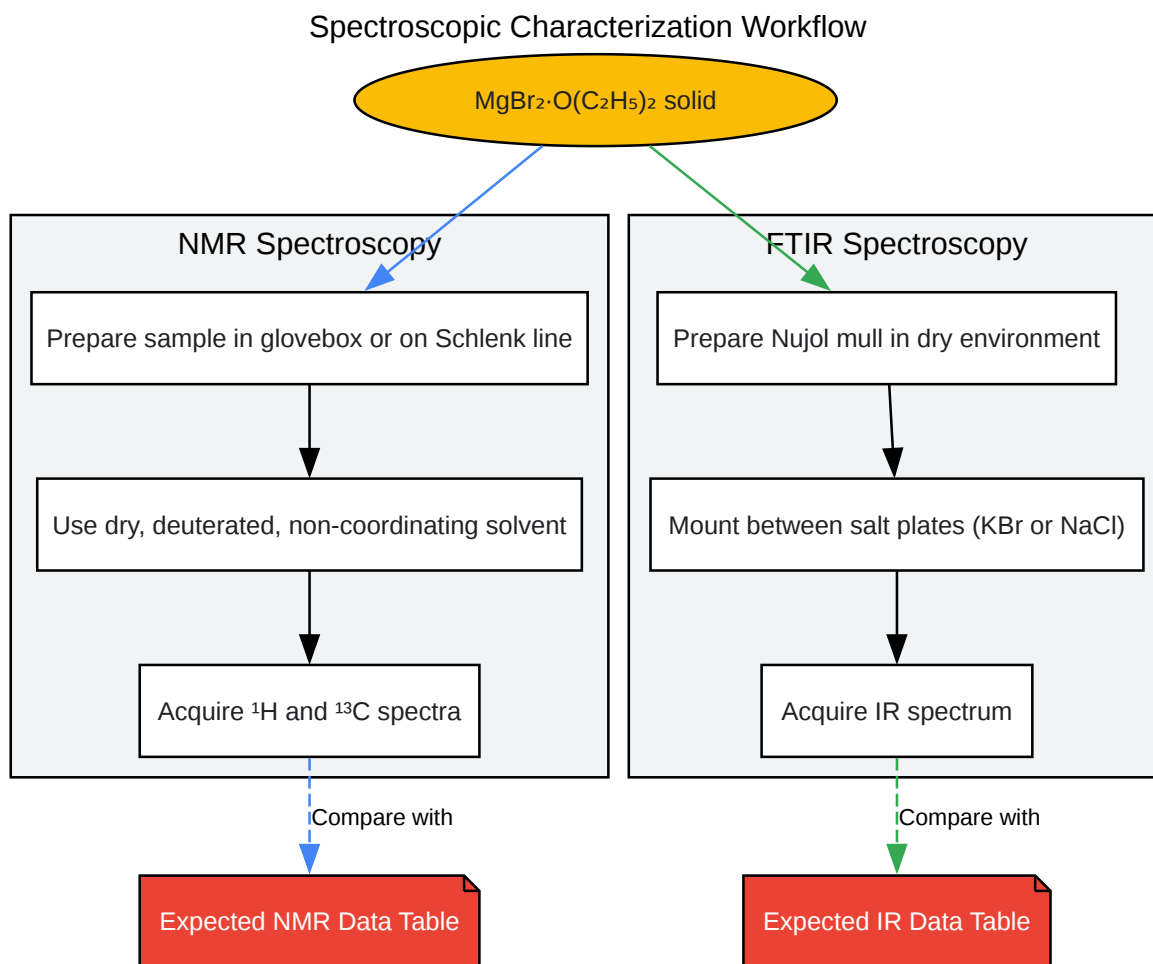 Spectroscopic Characterization Workflow
MgBr₂·O(C₂H₅)₂ solid
NMR Spectroscopy
Prepare sample in glovebox or on Schlenk line
Use dry, deuterated, non-coordinating solvent
Acquire ¹H and ¹³C spectra
Compare with
Expected NMR Data Table
FTIR Spectroscopy
Prepare Nujol mull in dry environment
Mount between salt plates (KBr or NaCl)
Acquire IR spectrum
Compare with
Expected IR Data Table